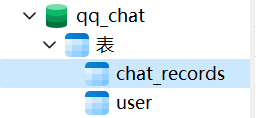 qq_chat
表
chat_records
user